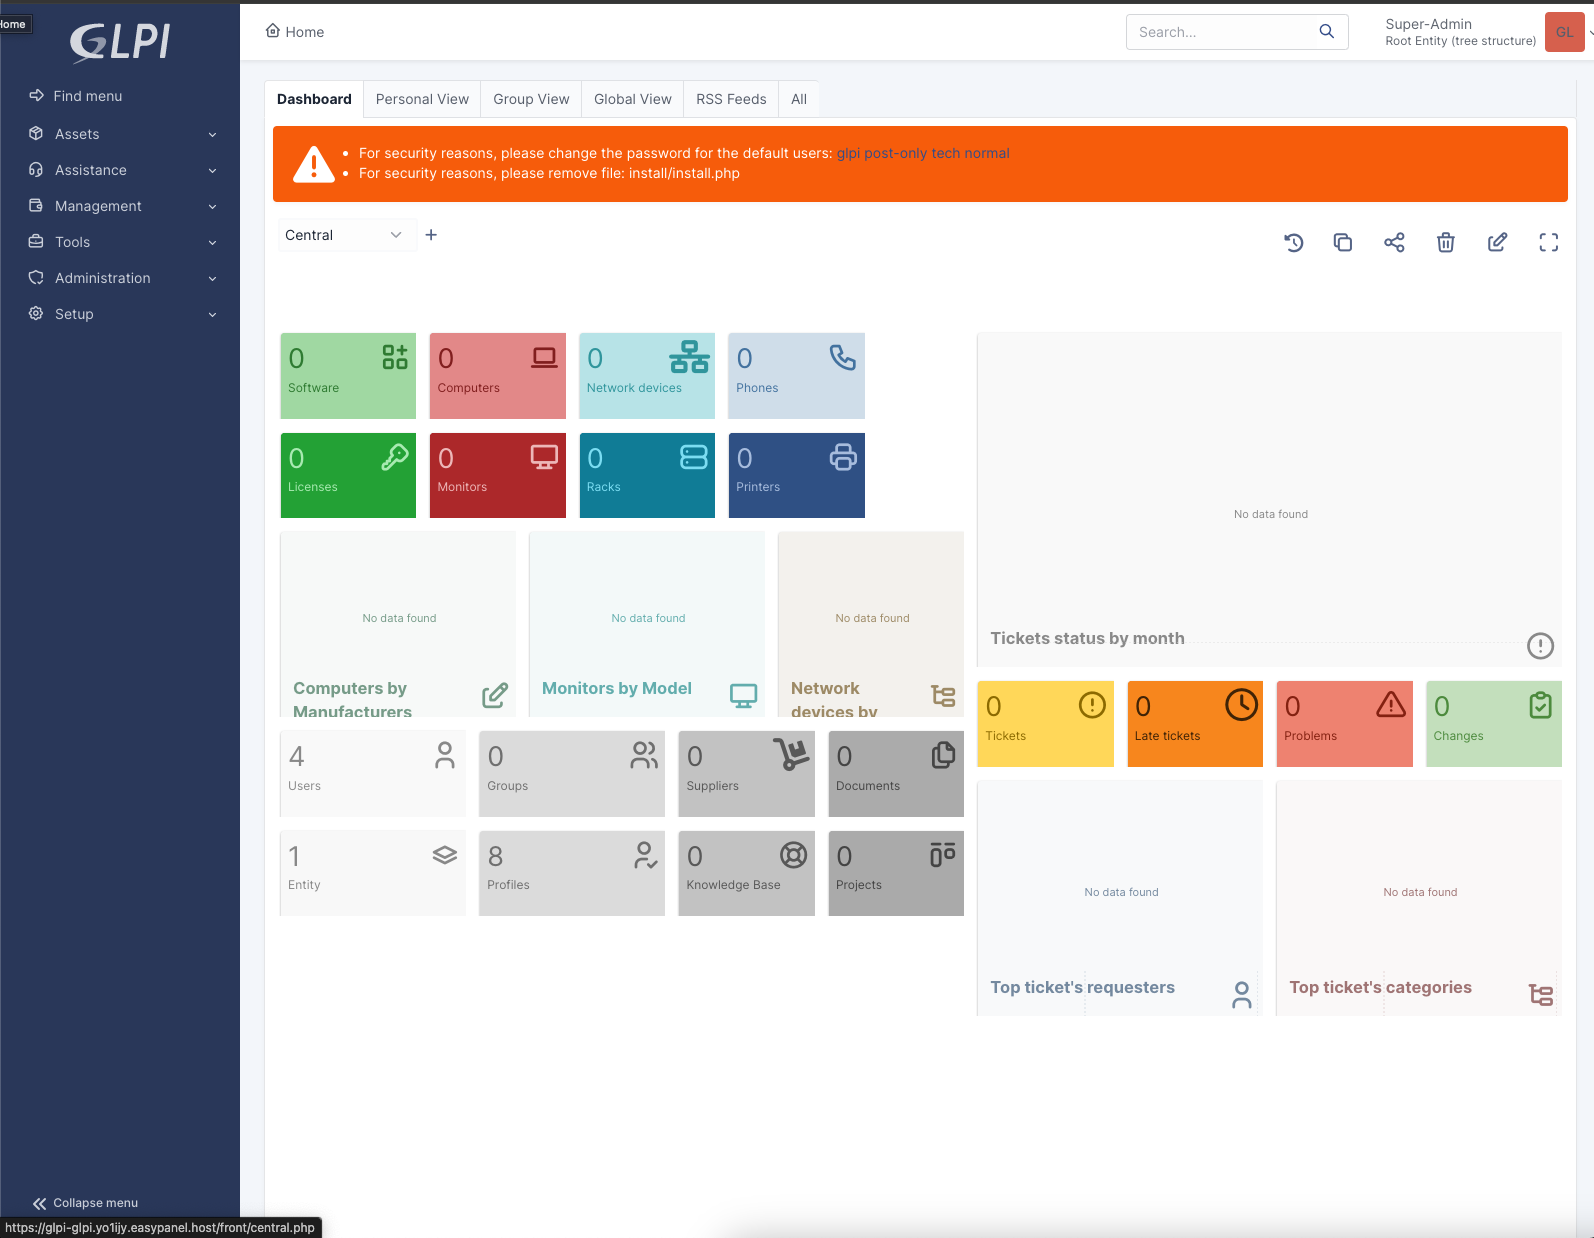 Home
GLPI
Find menu
Assets
Assistance
Management
Tools
Administration
Setup
Collapse menu
https://glpi-glpi.yo1ijy.easypanel.host/front/central.php
Home
Search...
Super-Admin
Root Entity (tree structure)
GL
Dashboard
Personal View
Group View
Global View
RSS Feeds
All
For security reasons, please change the password for the default users: glpi post-only tech normal
For security reasons, please remove file: install/install.php
Central
0
Software
0
Computers
0
Network devices
0
Phones
0
Licenses
0
Monitors
0
Racks
0
Printers
No data found
Computers by
Manufacturers
No data found
Monitors by Model
No data found
Network
devices by
4
Users
0
Groups
0
Suppliers
0
Documents
1
Entity
8
Profiles
0
Knowledge Base
0
Projects
No data found
Tickets status by month
0
Tickets
0
Late tickets
0
Problems
0
Changes
No data found
Top ticket's requesters
No data found
Top ticket's categories